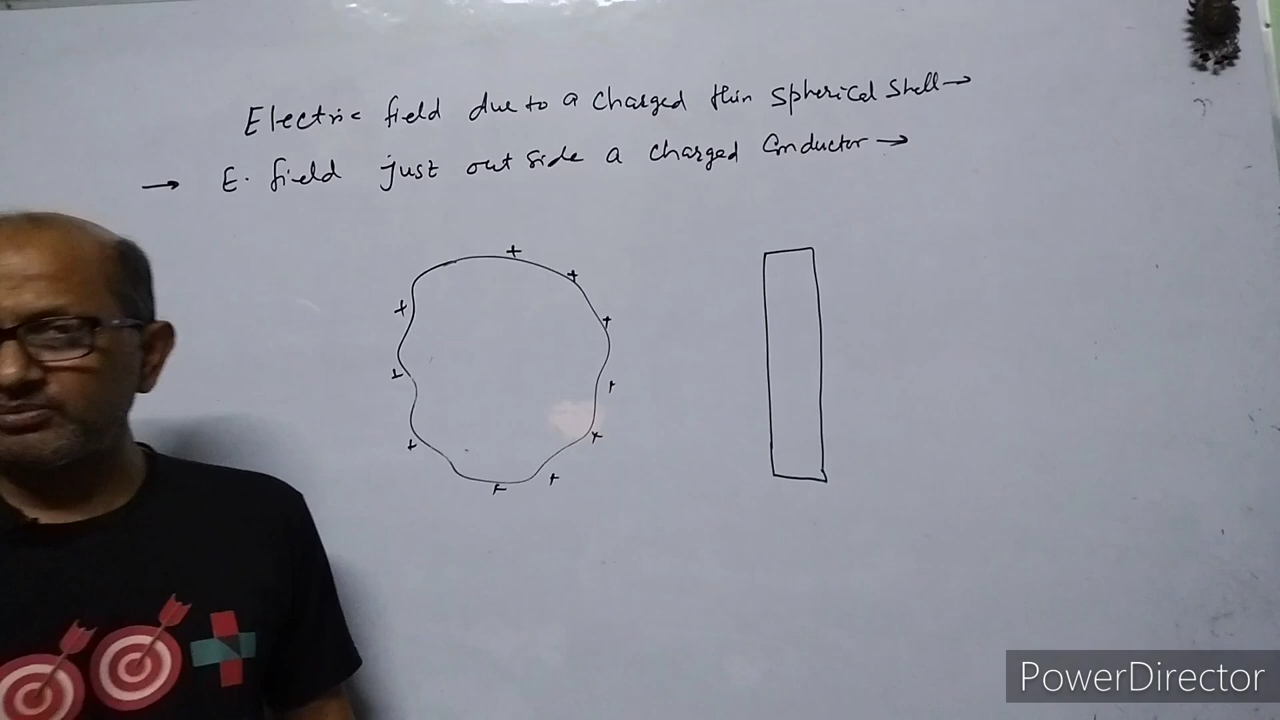 Electric field due to a charged thin spherical shell →
→ E. field just out side a charged Conductor →
+ +
+ +
+ +
+ +
+ +
PowerDirector